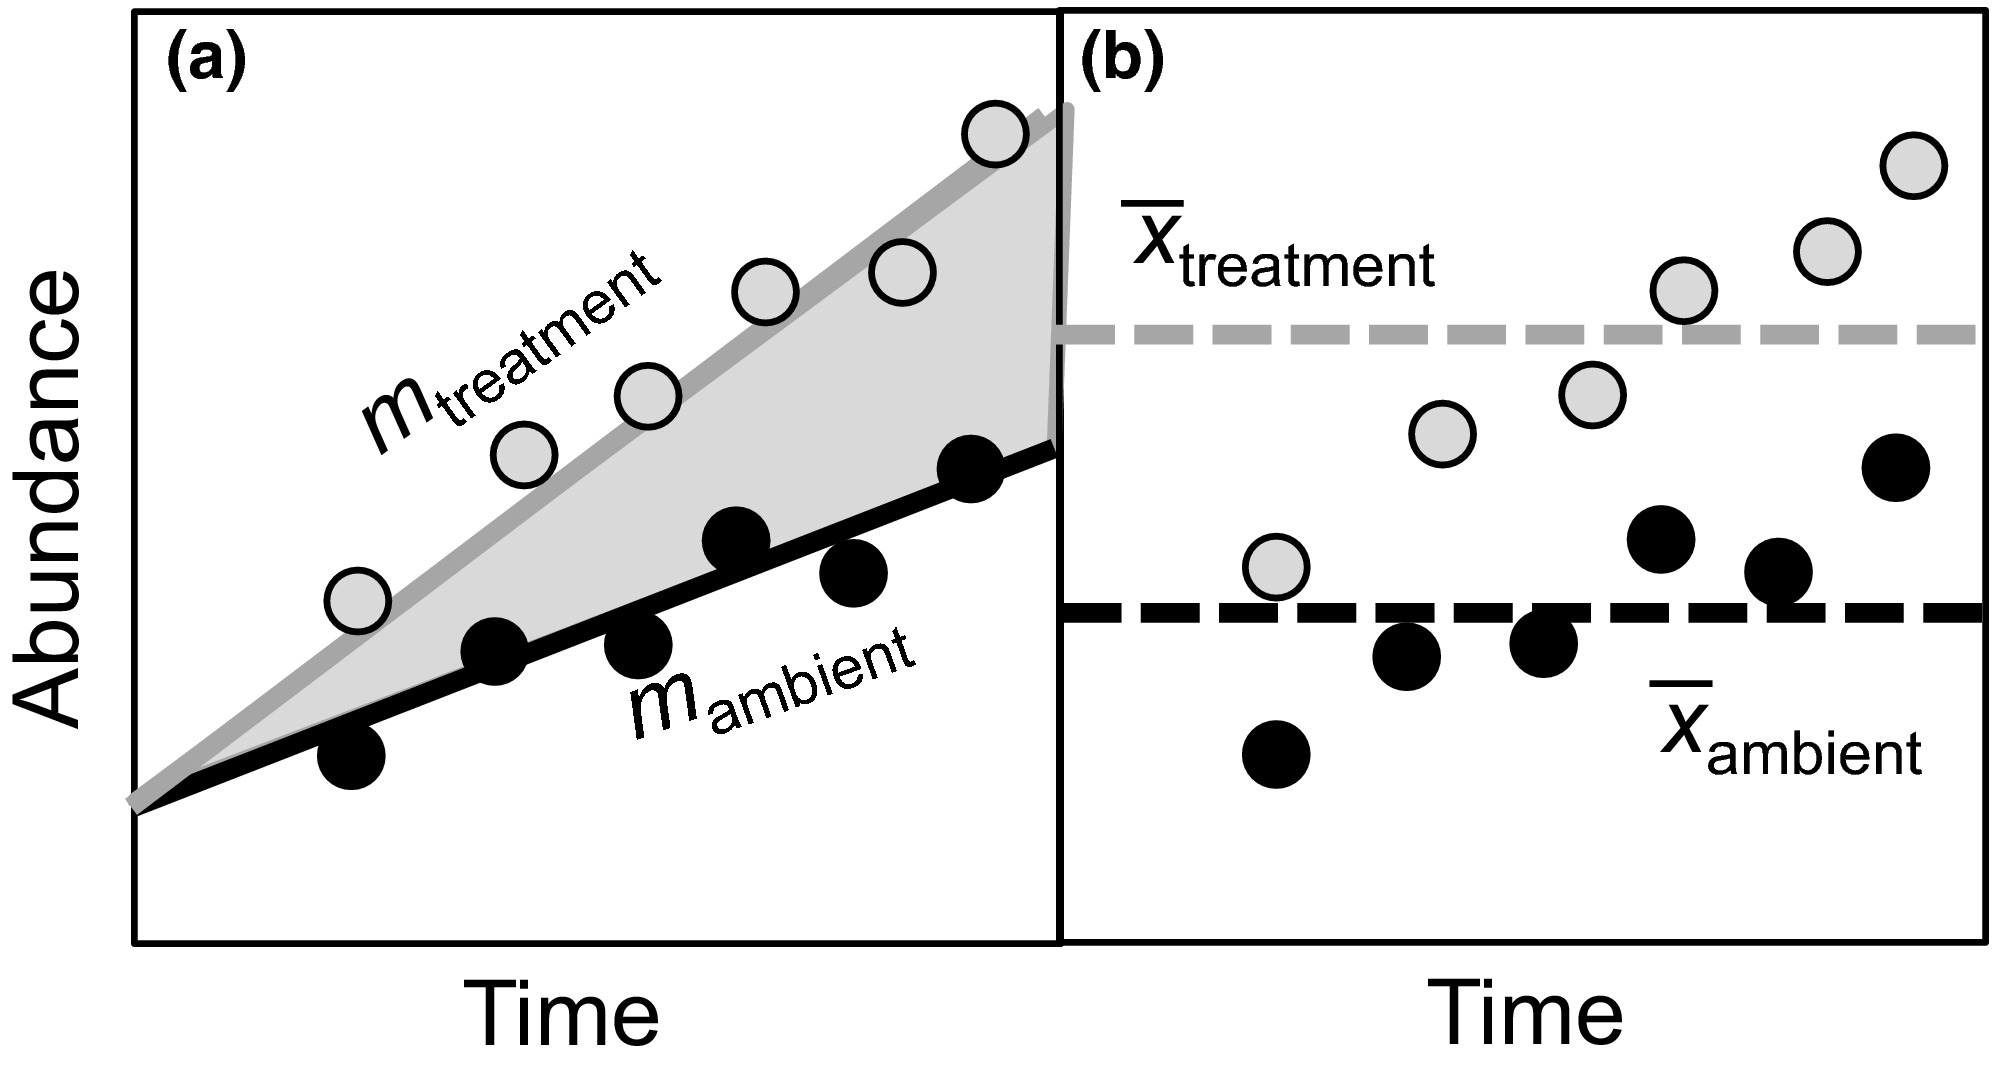 (a)
(b)
Abundance
m treatment
m ambient
x̅ treatment
x̅ ambient
Time
Time